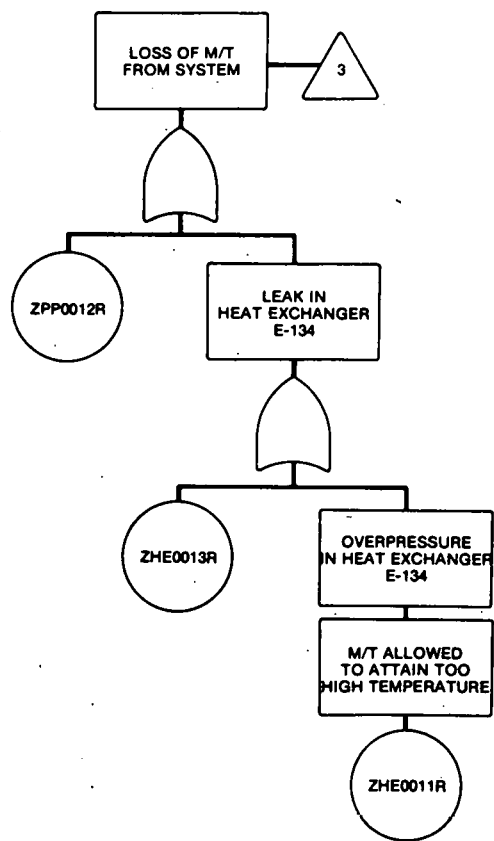 LOSS OF M/T
FROM SYSTEM
3
ZPP0012R
LEAK IN
HEAT EXCHANGER
E-134
ZHE0013R
OVERPRESSURE
IN HEAT EXCHANGER
E-134
M/T ALLOWED
TO ATTAIN TOO
HIGH TEMPERATURE
ZHE0011R